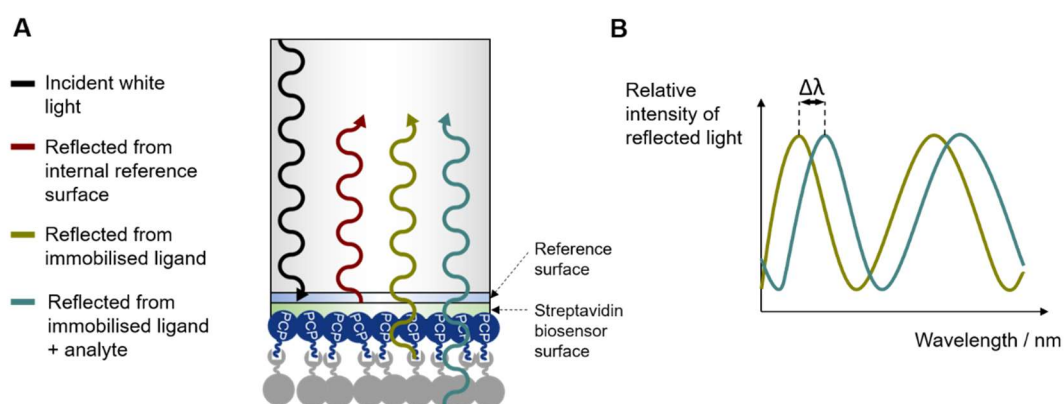 A
Incident white
light
Reflected from
internal reference
surface
Reflected from
immobilised ligand
Reflected from
immobilised ligand
+ analyte
PCP PCP PCP PCP PCP PCP PCP PCP
Reference
surface
Streptavidin
biosensor
surface
B
Relative
intensity of
reflected light
Δλ
Wavelength / nm